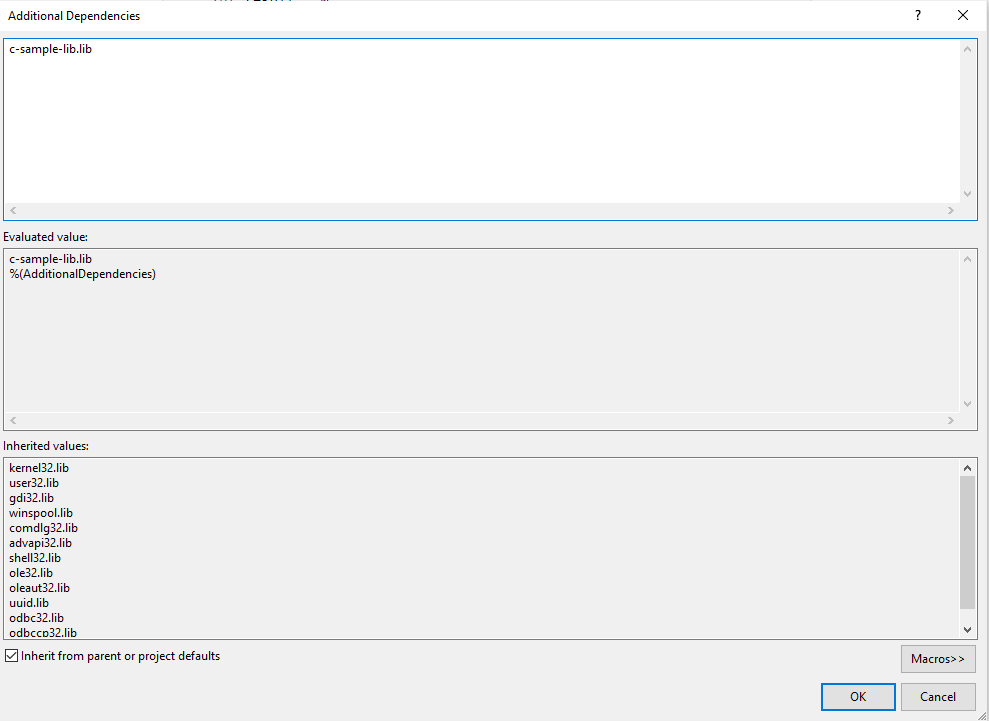 Additional Dependencies
?
c-sample-lib.lib
Evaluated value:
c-sample-lib.lib
%(AdditionalDependencies)
Inherited values:
kernel32.lib
user32.lib
gdi32.lib
winspool.lib
comdlg32.lib
advapi32.lib
shell32.lib
ole32.lib
oleaut32.lib
uuid.lib
odbc32.lib
odbccp32.lib
Inherit from parent or project defaults
Macros>>
OK
Cancel